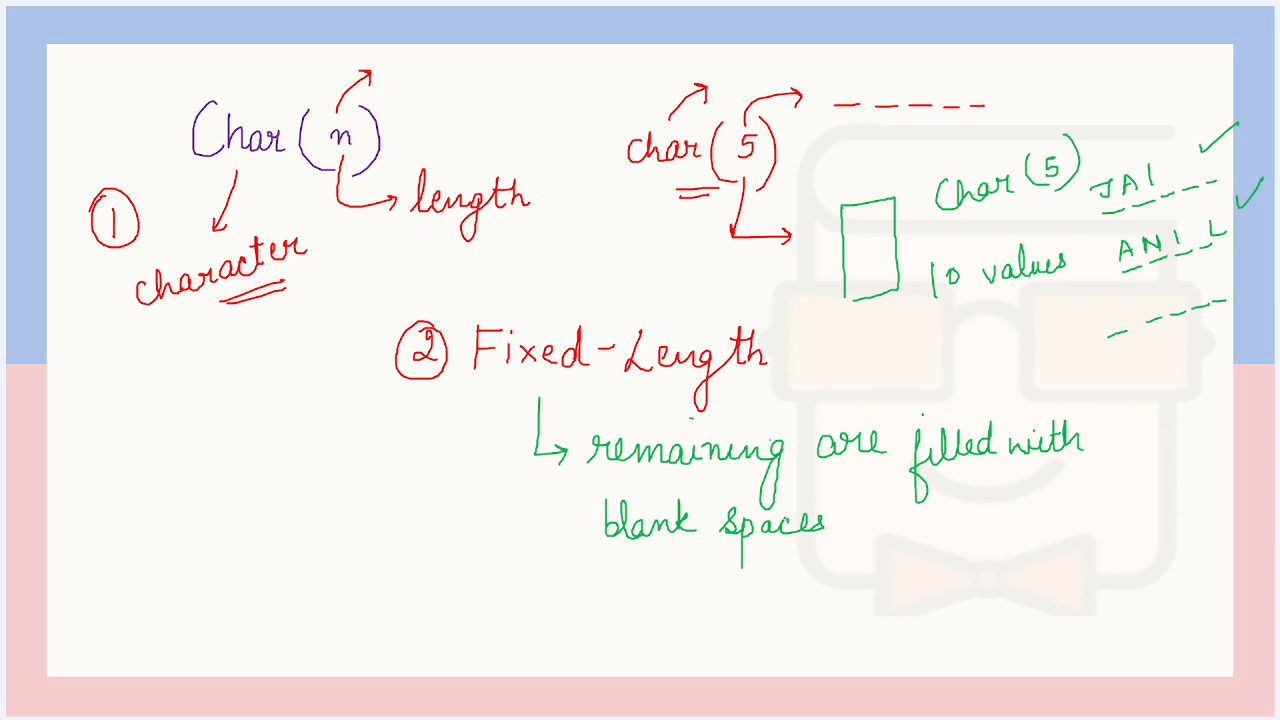 Char (n)
length
① character
char (5) _ _ _ _ _
Char (5) JAI
10 values ANIL
② Fixed-Length
remaining are filled with
blank spaces